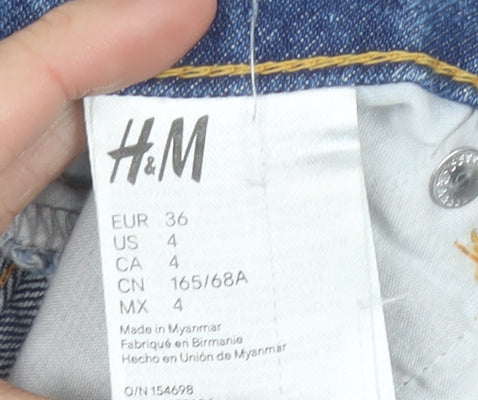 H&M
EUR 36
US 4
CA 4
CN 165/68A
MX 4
Made in Myanmar
Fabriqué en Birmanie
Hecho en Unión de Myanmar
O/N 154698